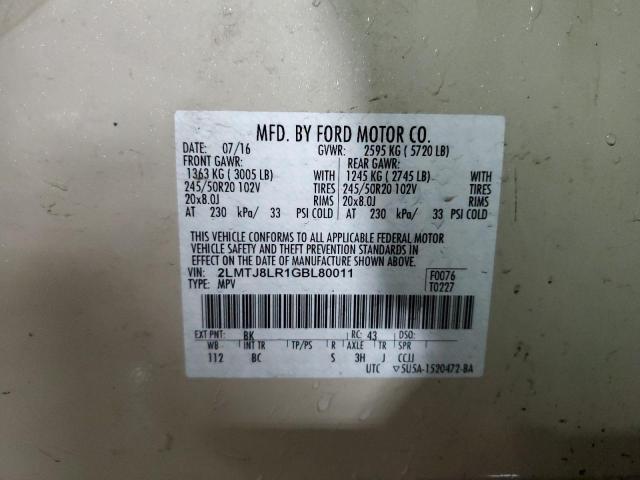 MFD. BY FORD MOTOR CO.
DATE: 07/16 GVWR: 2595 KG ( 5720 LB)
FRONT GAWR: REAR GAWR:
1363 KG ( 3005 LB) WITH 1245 KG ( 2745 LB) WITH
245/50R20 102V TIRES 245/50R20 102V TIRES
20x8.0J RIMS 20x8.0J RIMS
AT 230 kPa/ 33 PSI COLD AT 230 kPa/ 33 PSI COLD
THIS VEHICLE CONFORMS TO ALL APPLICABLE FEDERAL MOTOR
VEHICLE SAFETY AND THEFT PREVENTION STANDARDS IN
EFFECT ON THE DATE OF MANUFACTURE SHOWN ABOVE.
VIN: 2LMTJ8LR1GBL80011 F0076
TYPE: MPV T0227
EXT PNT: BK RC: 43 DSO:
WB INT TR TP/PS R AXLE TR SPR
112 BC S 3H J CCJJ
UTC ▽5U5A-1520472-BA